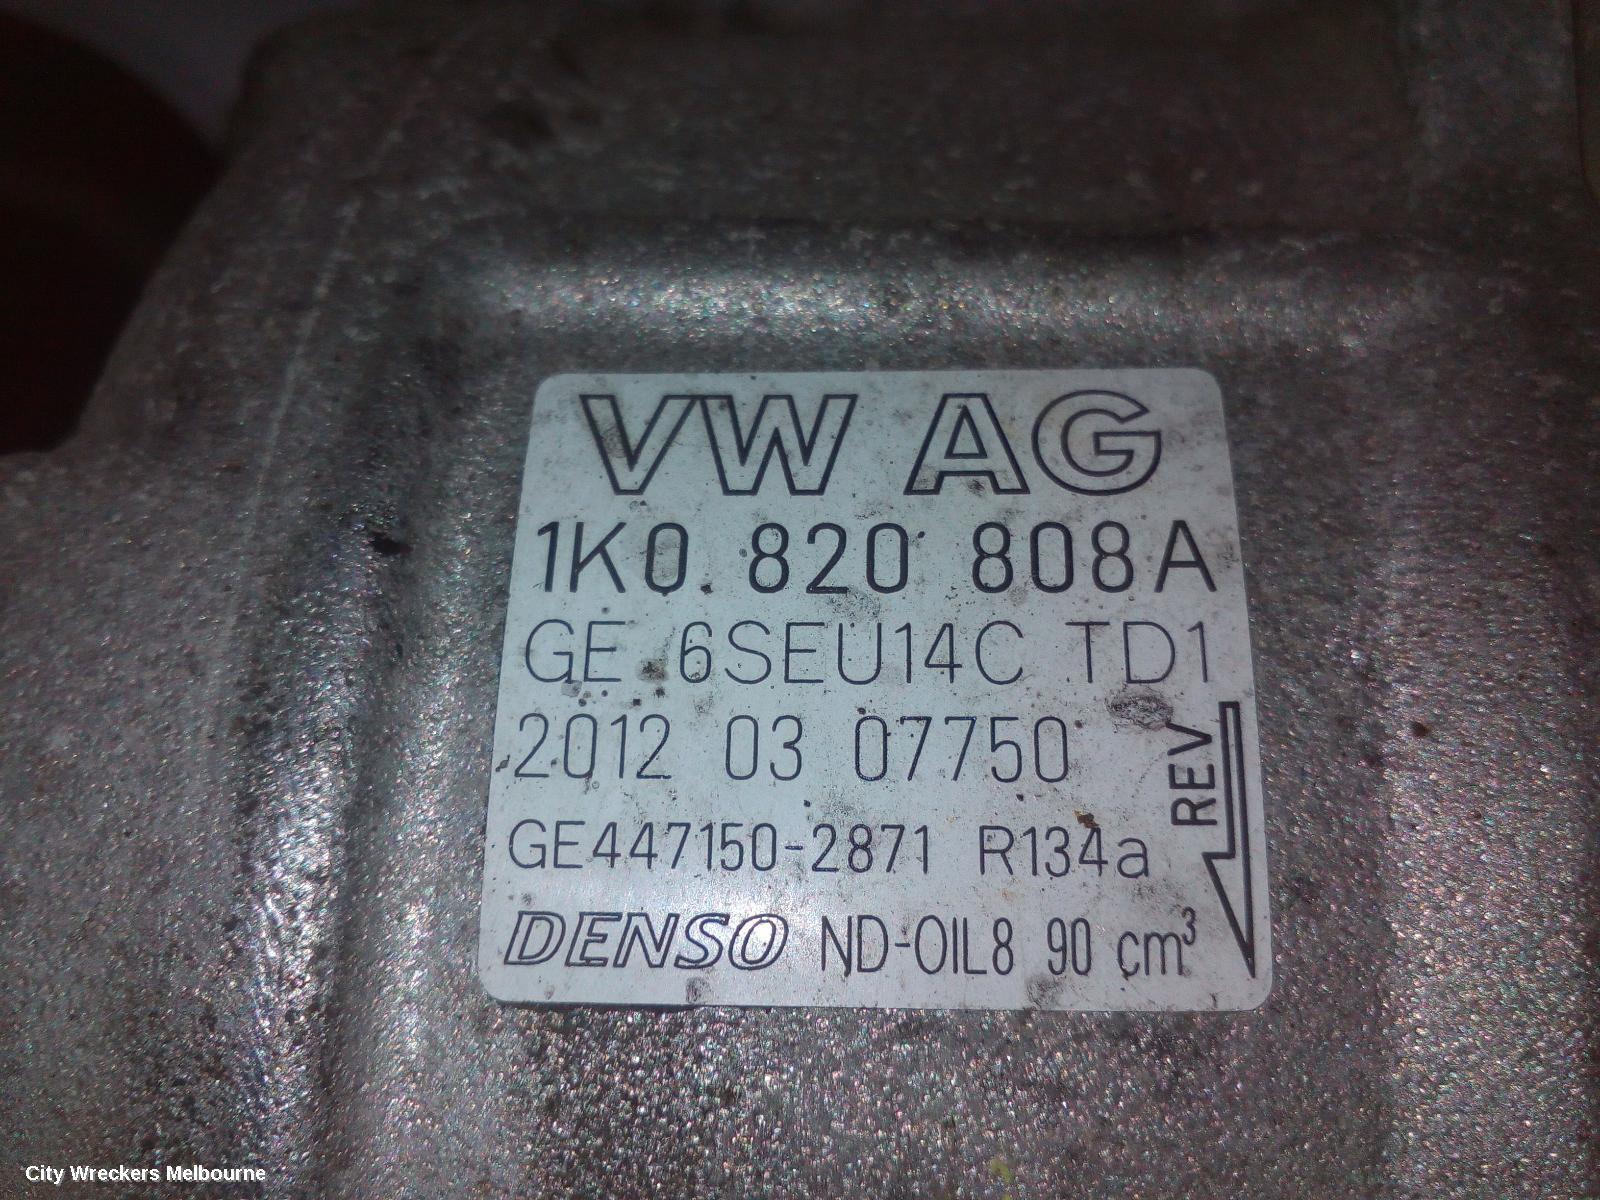 VW AG
1K0 820 808 A
GE 6SEU14C TD1
2012 03 07750
REV
GE447150-2871 R134a
DENSO ND-OIL8 90 cm³
City Wreckers Melbourne